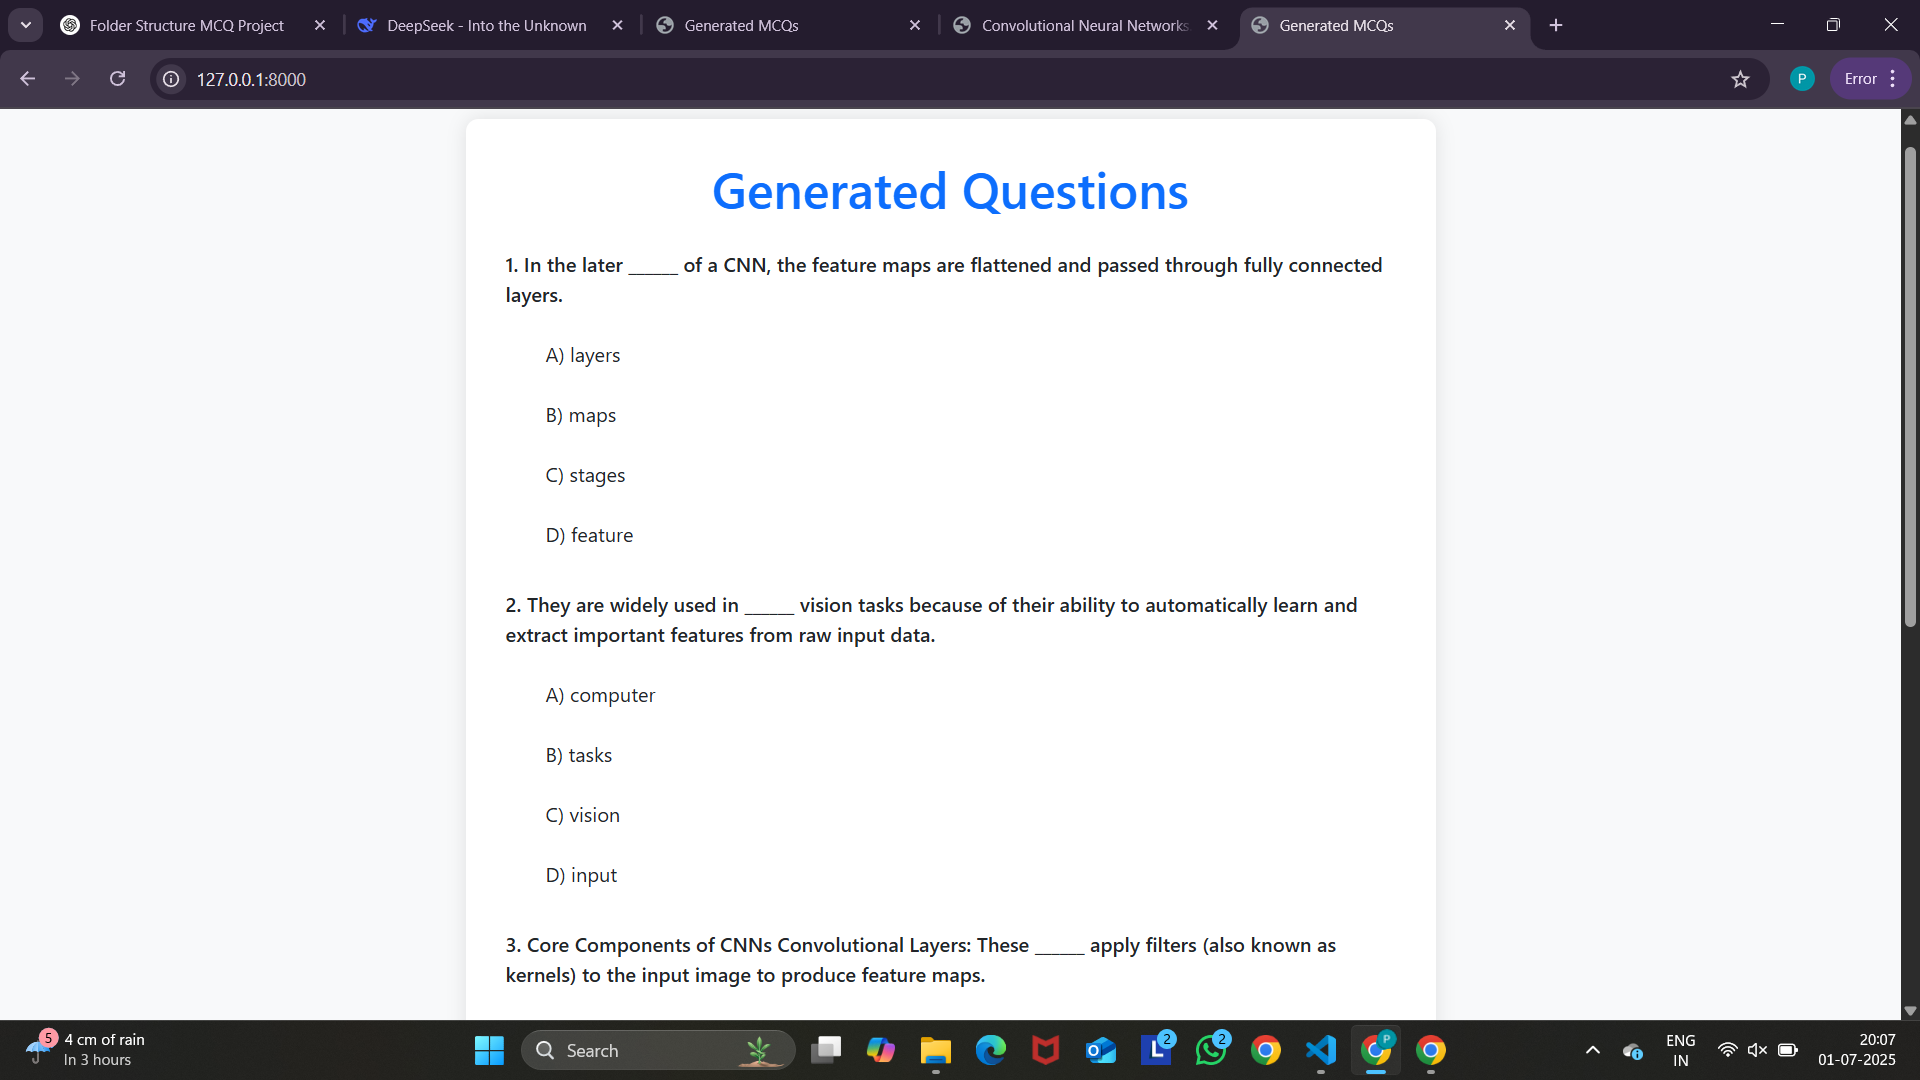 Folder Structure MCQ Project
DeepSeek - Into the Unknown
Generated MCQs
Convolutional Neural Networks
Generated MCQs
127.0.0.1:8000
P
Error
Generated Questions
1. In the later ______ of a CNN, the feature maps are flattened and passed through fully connected
layers.
A) layers
B) maps
C) stages
D) feature
2. They are widely used in ______ vision tasks because of their ability to automatically learn and
extract important features from raw input data.
A) computer
B) tasks
C) vision
D) input
3. Core Components of CNNs Convolutional Layers: These ______ apply filters (also known as
kernels) to the input image to produce feature maps.
5
4 cm of rain
In 3 hours
Search
O
L
2
2
P
ENG
IN
20:07
01-07-2025